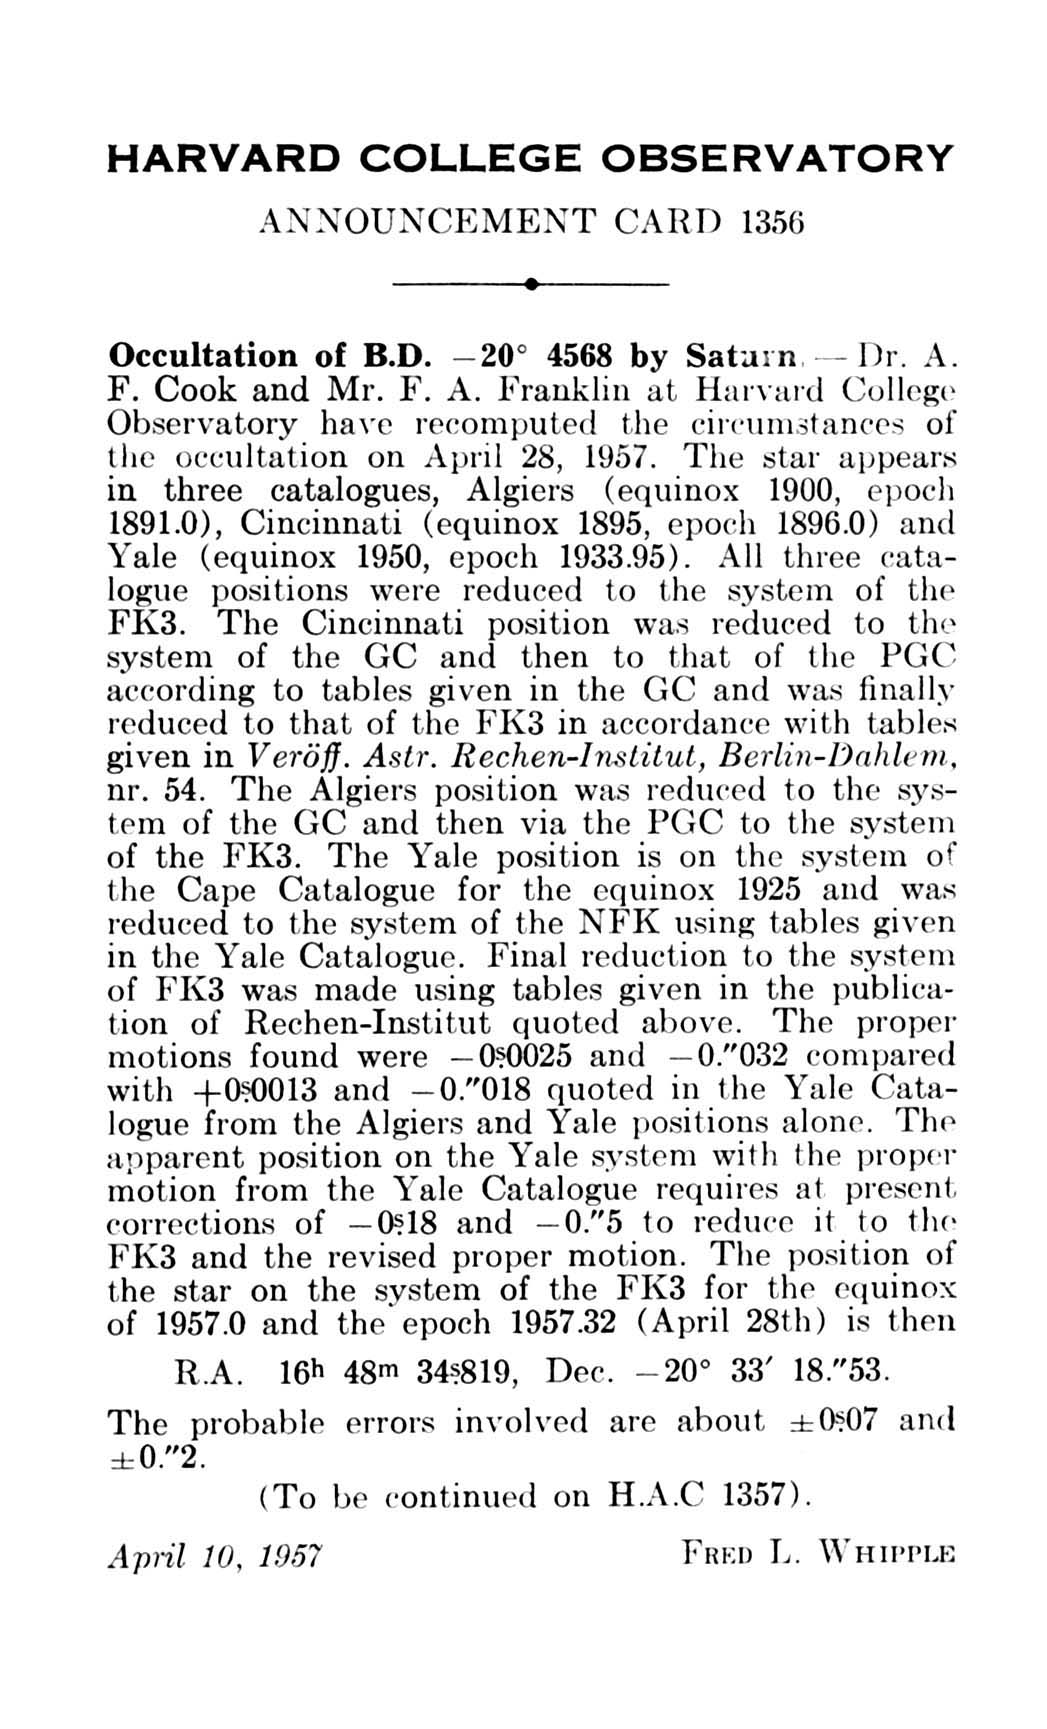 HARVARD COLLEGE OBSERVATORY
ANNOUNCEMENT CARD 1356
Occultation of B.D. −20° 4568 by Saturn. — Dr. A.
F. Cook and Mr. F. A. Franklin at Harvard College
Observatory have recomputed the circumstances of
the occultation on April 28, 1957. The star appears
in three catalogues, Algiers (equinox 1900, epoch
1891.0), Cincinnati (equinox 1895, epoch 1896.0) and
Yale (equinox 1950, epoch 1933.95). All three cata-
logue positions were reduced to the system of the
FK3. The Cincinnati position was reduced to the
system of the GC and then to that of the PGC
according to tables given in the GC and was finally
reduced to that of the FK3 in accordance with tables
given in Veröff. Astr. Rechen-Institut, Berlin-Dahlem,
nr. 54. The Algiers position was reduced to the sys-
tem of the GC and then via the PGC to the system
of the FK3. The Yale position is on the system of
the Cape Catalogue for the equinox 1925 and was
reduced to the system of the NFK using tables given
in the Yale Catalogue. Final reduction to the system
of FK3 was made using tables given in the publica-
tion of Rechen-Institut quoted above. The proper
motions found were −0ˢ.0025 and −0."032 compared
with +0ˢ.0013 and −0."018 quoted in the Yale Cata-
logue from the Algiers and Yale positions alone. The
apparent position on the Yale system with the proper
motion from the Yale Catalogue requires at present
corrections of −0ˢ.18 and −0."5 to reduce it to the
FK3 and the revised proper motion. The position of
the star on the system of the FK3 for the equinox
of 1957.0 and the epoch 1957.32 (April 28th) is then
R.A. 16ʰ 48ᵐ 34ˢ.819, Dec. −20° 33′ 18."53.
The probable errors involved are about ±0ˢ.07 and
±0."2.
(To be continued on H.A.C 1357).
April 10, 1957 FRED L. WHIPPLE